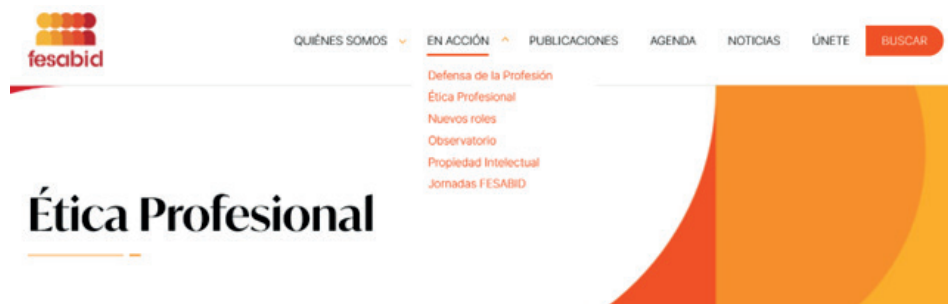 fesabid
QUIÉNES SOMOS
EN ACCIÓN
PUBLICACIONES
AGENDA
NOTICIAS
ÚNETE
BUSCAR
Defensa de la Profesión
Ética Profesional
Nuevos roles
Observatorio
Propiedad Intelectual
Jornadas FESABID
Ética Profesional